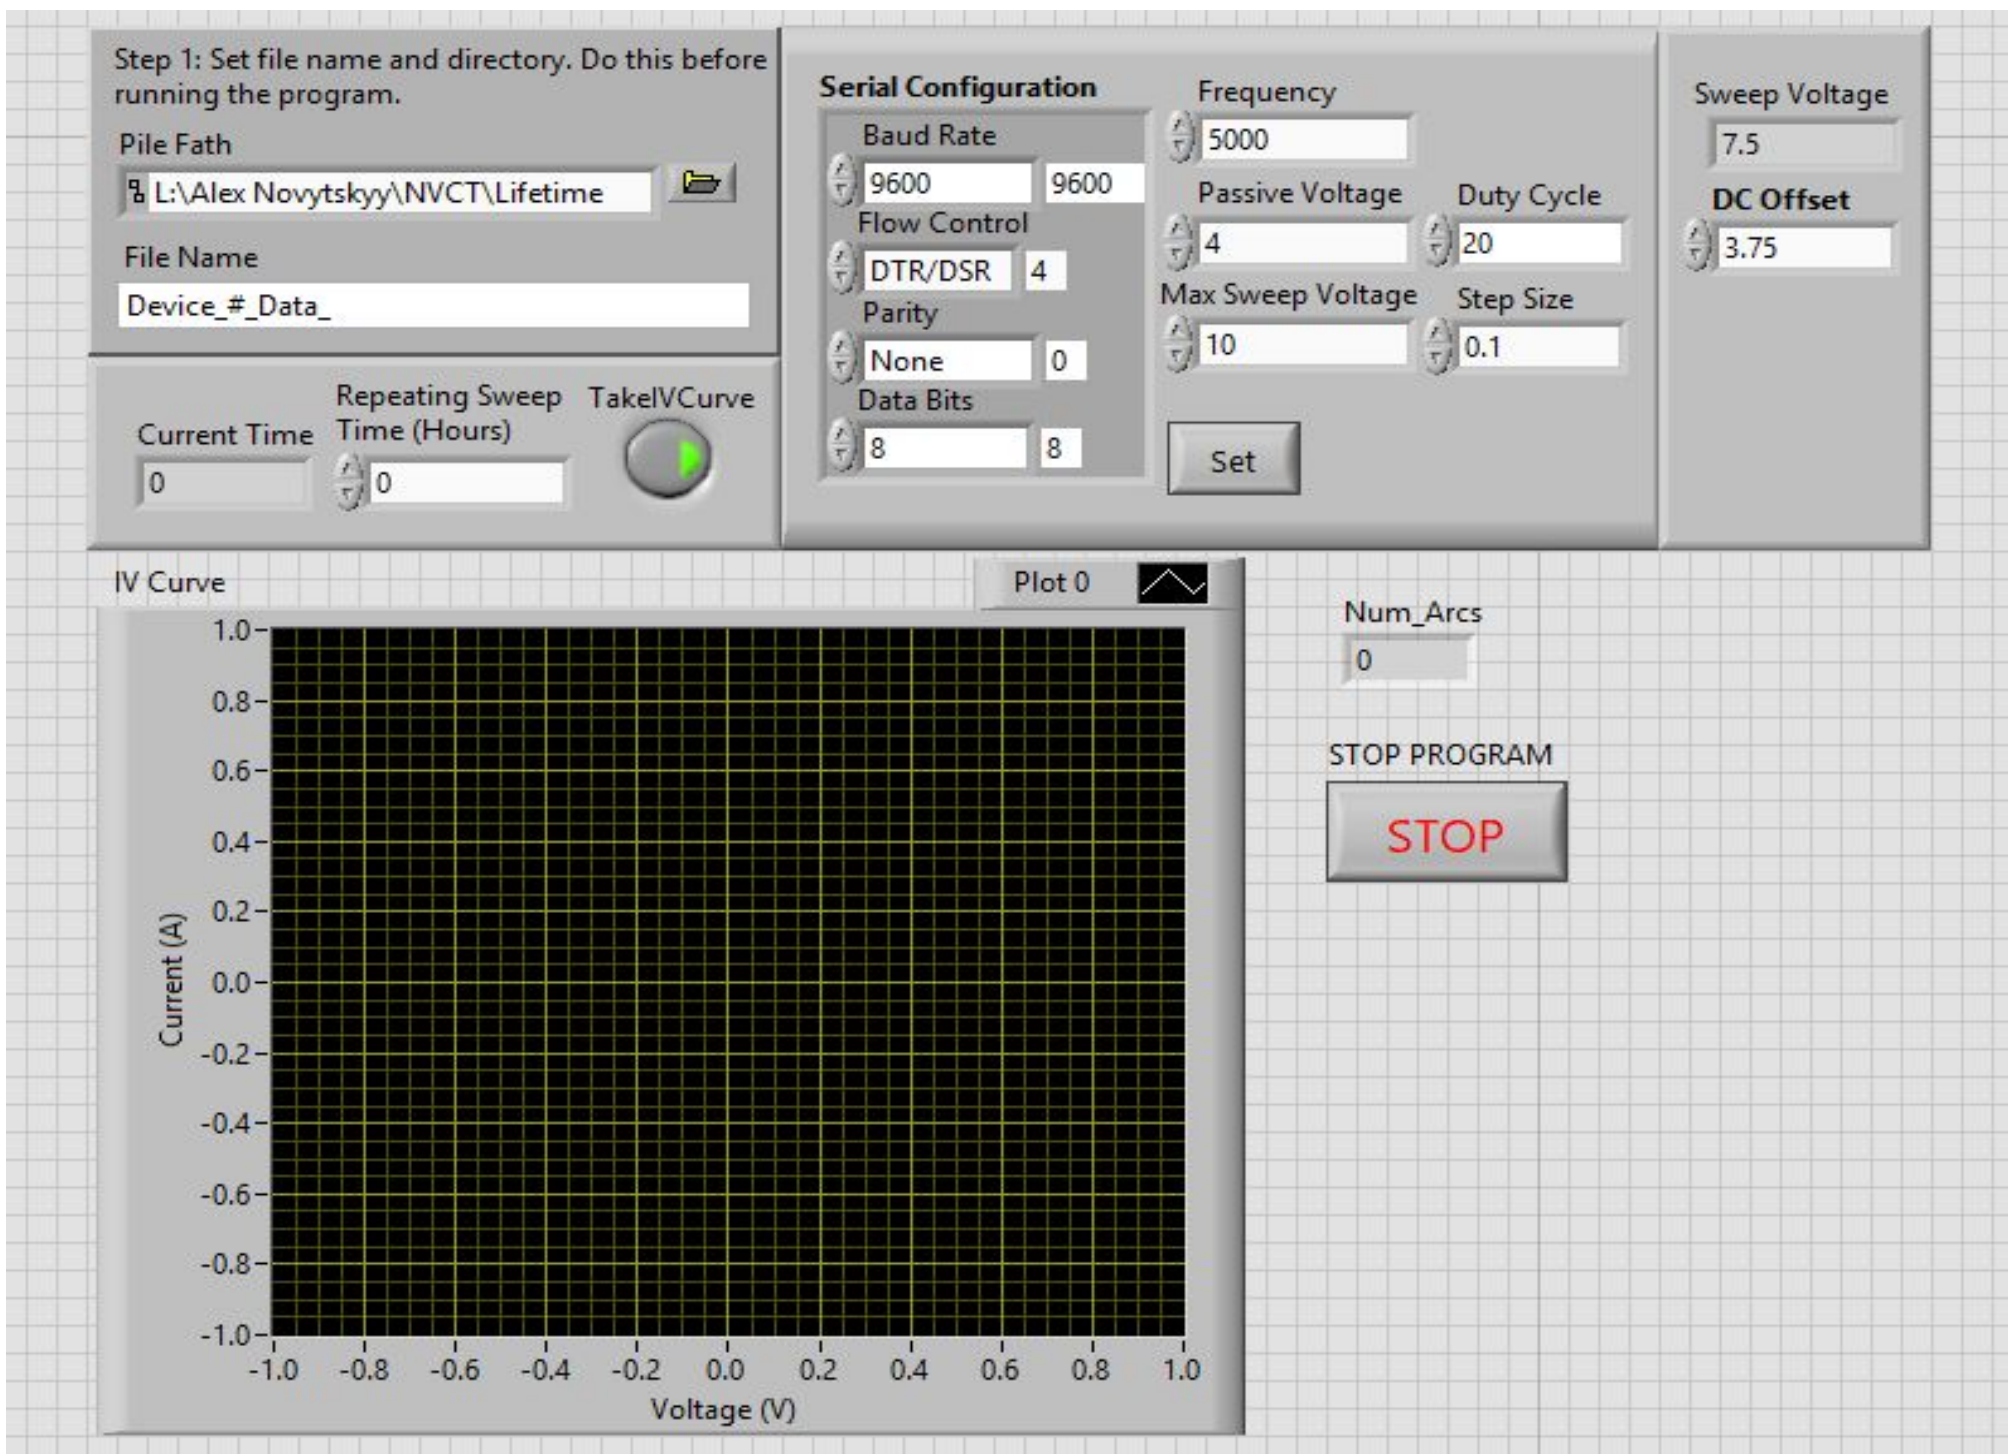 Step 1: Set file name and directory. Do this before
running the program.
Pile Fath
L:\Alex Novytskyy\NVCT\Lifetime
File Name
Device_#_Data_
Current Time
0
Repeating Sweep
Time (Hours)
0
TakeIVCurve
Serial Configuration
Baud Rate
9600 9600
Flow Control
DTR/DSR 4
Parity
None 0
Data Bits
8 8
Frequency
5000
Passive Voltage
4
Duty Cycle
20
Max Sweep Voltage
10
Step Size
0.1
Set
Sweep Voltage
7.5
DC Offset
3.75
IV Curve
Plot 0
1.0
0.8
0.6
0.4
0.2
0.0
-0.2
-0.4
-0.6
-0.8
-1.0
Current (A)
-1.0 -0.8 -0.6 -0.4 -0.2 0.0 0.2 0.4 0.6 0.8 1.0
Voltage (V)
Num_Arcs
0
STOP PROGRAM
STOP